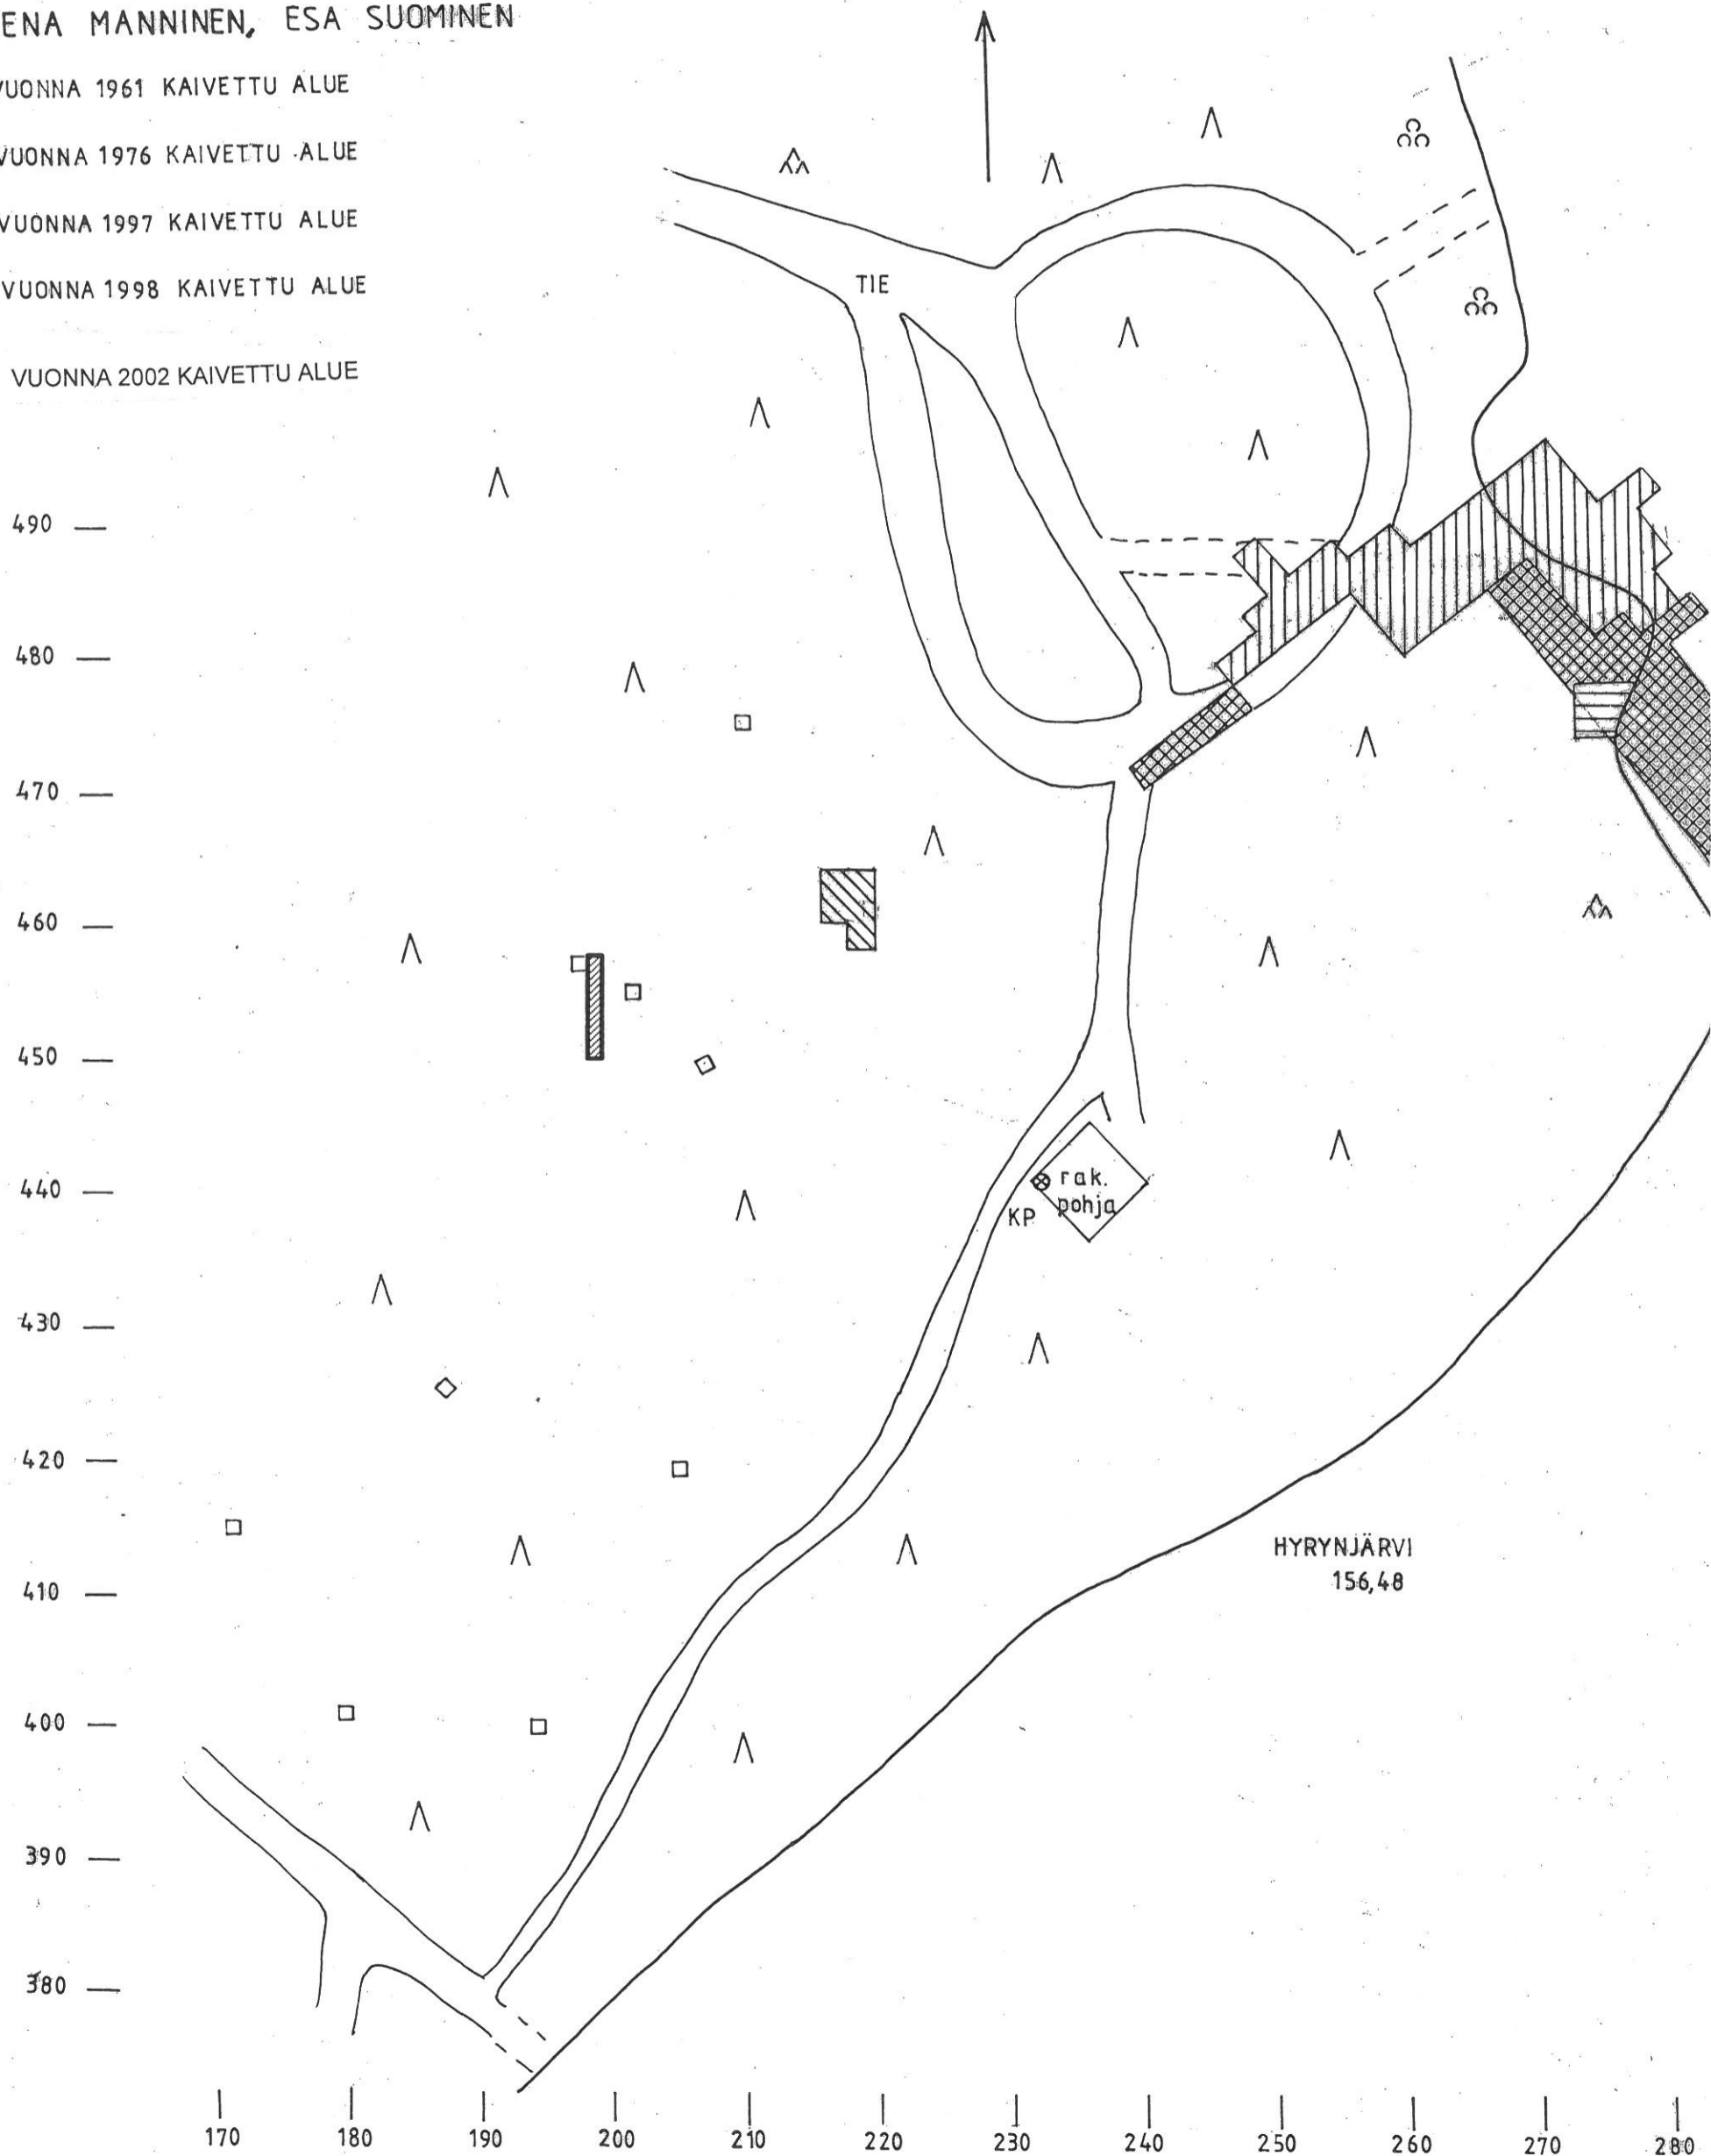 ENA MANNINEN, ESA SUOMINEN
VUONNA 1961 KAIVETTU ALUE
VUONNA 1976 KAIVETTU ALUE
VUONNA 1997 KAIVETTU ALUE
VUONNA 1998 KAIVETTU ALUE
VUONNA 2002 KAIVETTU ALUE
TIE
490
480
470
460
450
440
430
420
410
400
390
380
rak.
pohja
KP
HYRYNJÄRVI
156,48
170 180 190 200 210 220 230 240 250 260 270 280